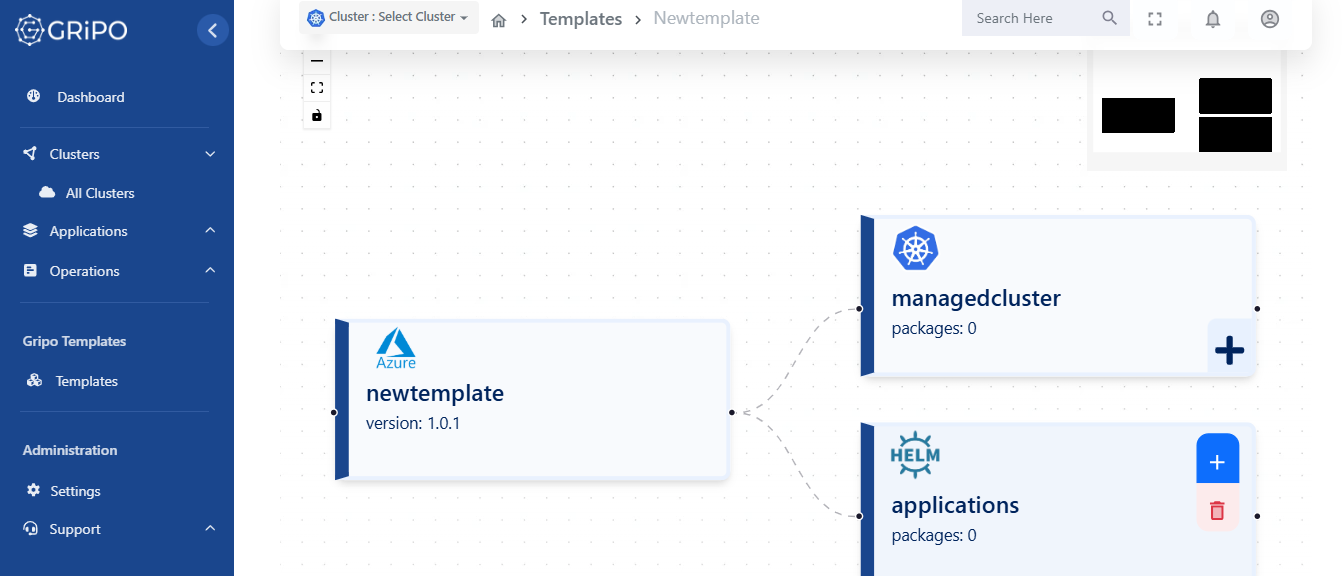 GRiPO
Cluster : Select Cluster
Templates
Newtemplate
Search Here
Dashboard
Clusters
All Clusters
Applications
Operations
Gripo Templates
Templates
Administration
Settings
Support
Azure
newtemplate
version: 1.0.1
managedcluster
packages: 0
HELM
applications
packages: 0